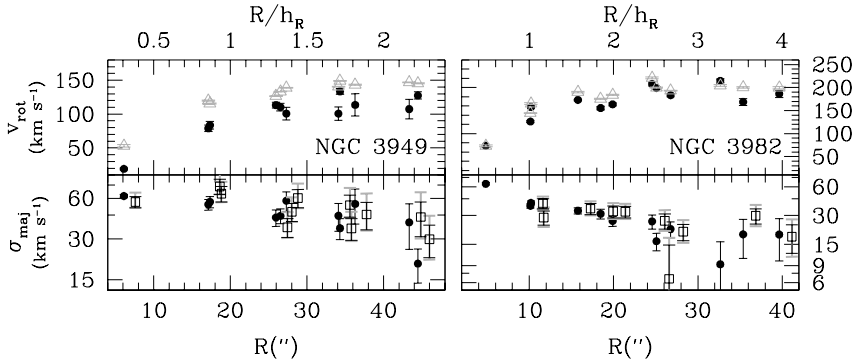 R/h_R R/h_R
0.5 1 1.5 2 1 2 3 4
v_rot (km s⁻¹)
150
100
50
NGC 3949
NGC 3982
250
200
150
100
50
σ_maj (km s⁻¹)
60
30
15
60
30
15
9
6
10 20 30 40 10 20 30 40
R('') R('')